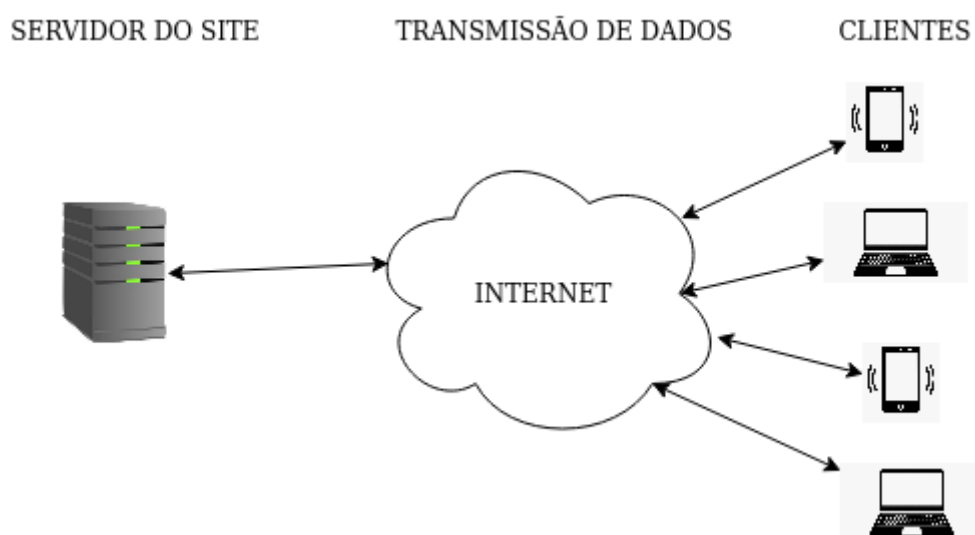 SERVIDOR DO SITE
TRANSMISSÃO DE DADOS
CLIENTES
INTERNET